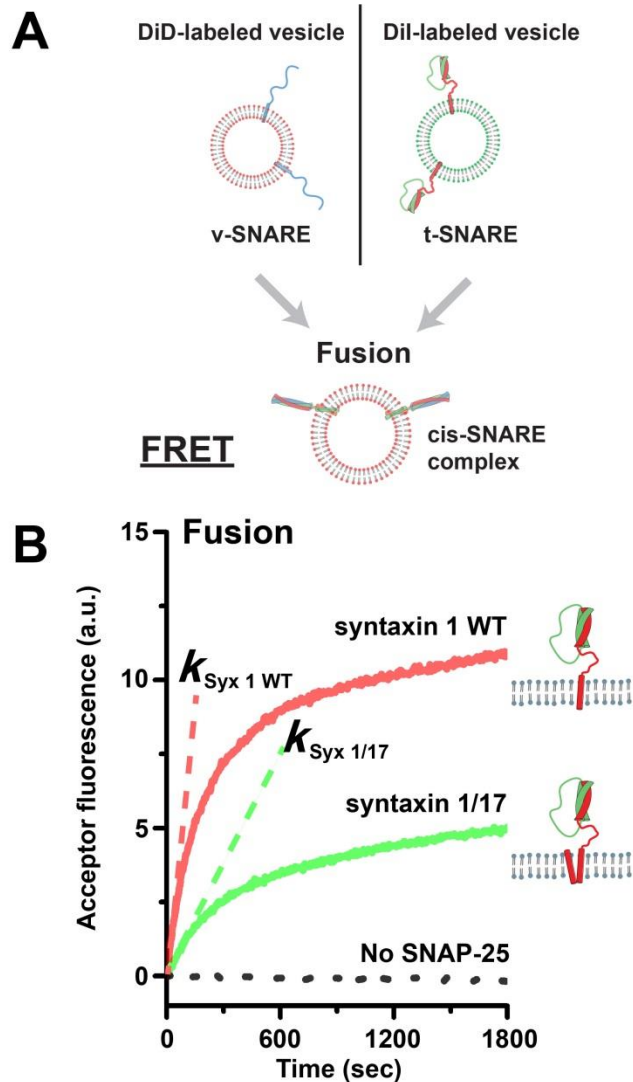 A
DiD-labeled vesicle
DiI-labeled vesicle
v-SNARE
t-SNARE
Fusion
FRET
cis-SNARE
complex
B
Fusion
15
10
5
0
Acceptor fluorescence (a.u.)
syntaxin 1 WT
k Syx 1 WT
k Syx 1/17
syntaxin 1/17
No SNAP-25
0
600
1200
1800
Time (sec)